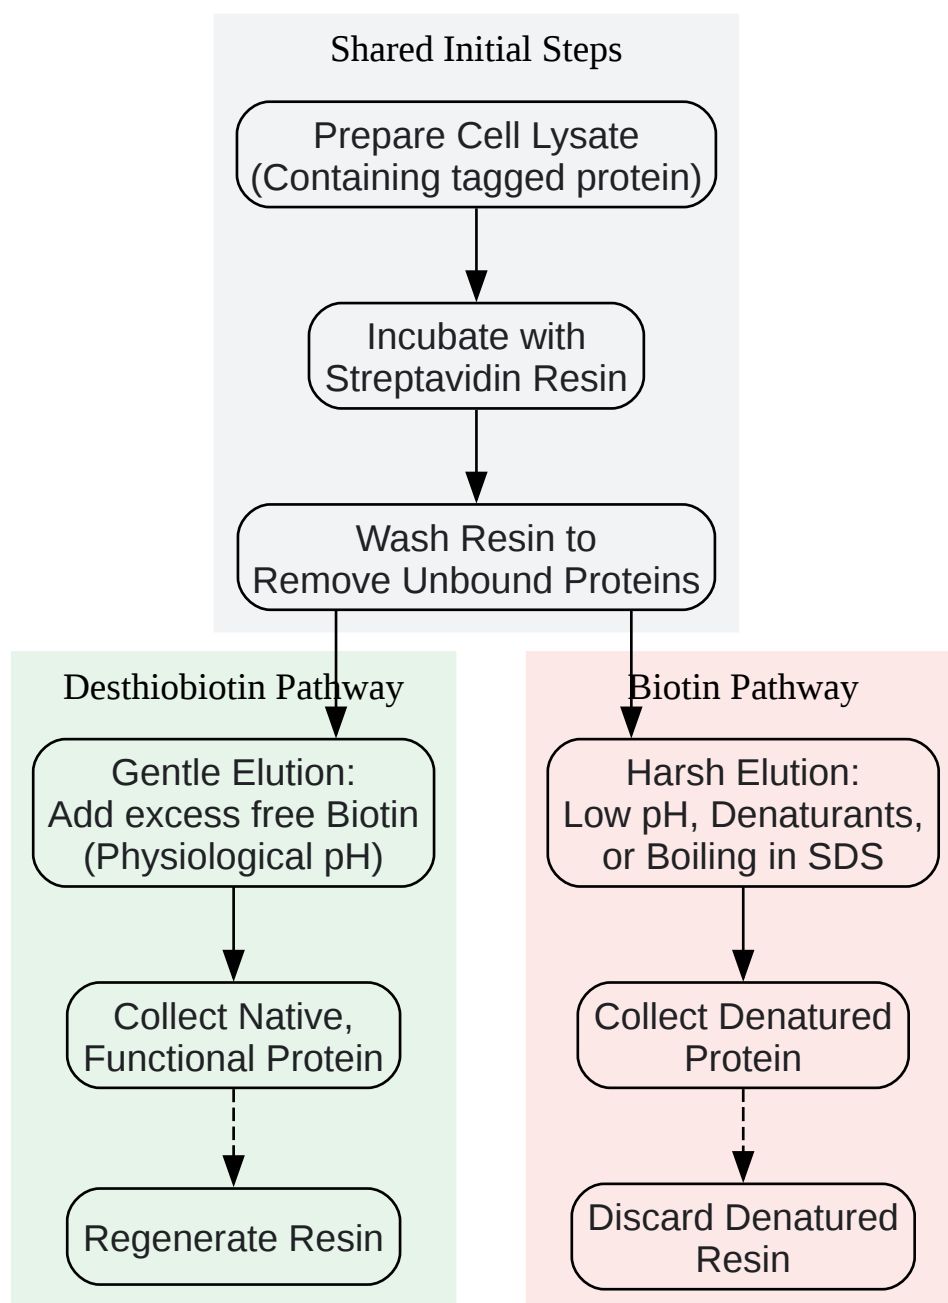 Shared Initial Steps
Prepare Cell Lysate
(Containing tagged protein)
Incubate with
Streptavidin Resin
Wash Resin to
Remove Unbound Proteins
Desthiobiotin Pathway
Gentle Elution:
Add excess free Biotin
(Physiological pH)
Collect Native,
Functional Protein
Regenerate Resin
Biotin Pathway
Harsh Elution:
Low pH, Denaturants,
or Boiling in SDS
Collect Denatured
Protein
Discard Denatured
Resin